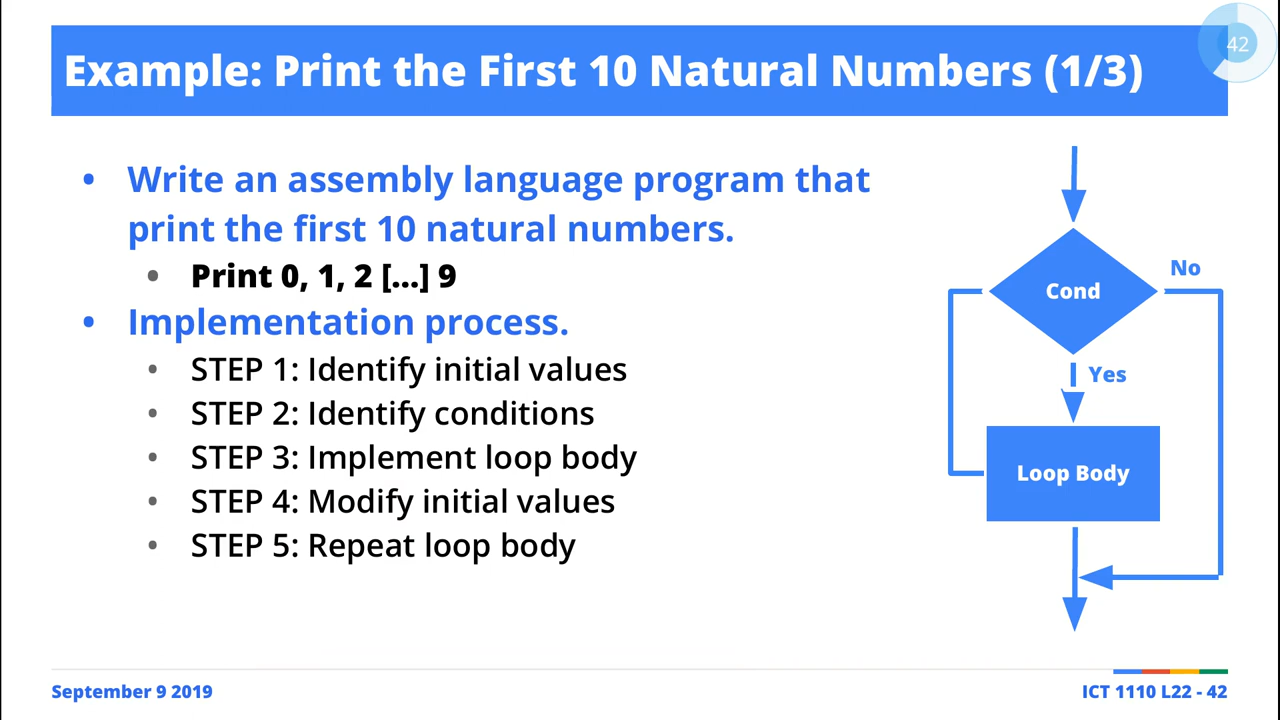 Example: Print the First 10 Natural Numbers (1/3)
42
• Write an assembly language program that
print the first 10 natural numbers.
• Print 0, 1, 2 [...] 9
• Implementation process.
• STEP 1: Identify initial values
• STEP 2: Identify conditions
• STEP 3: Implement loop body
• STEP 4: Modify initial values
• STEP 5: Repeat loop body
No
Cond
Yes
Loop Body
September 9 2019
ICT 1110 L22 - 42